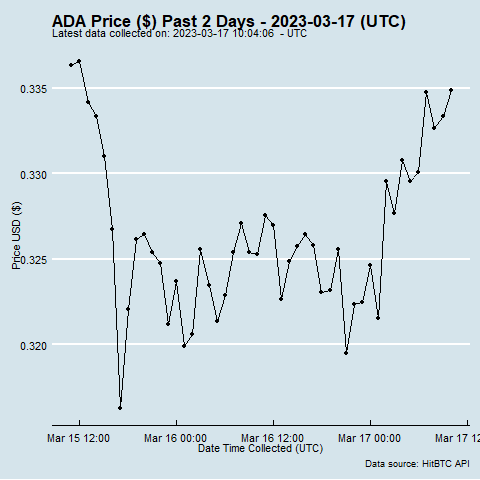 ADA Price ($) Past 2 Days - 2023-03-17 (UTC)
Latest data collected on: 2023-03-17 10:04:06 - UTC
0.335
0.330
0.325
0.320
Price USD ($)
Mar 15 12:00
Mar 16 00:00
Mar 16 12:00
Mar 17 00:00
Mar 17 12
Date Time Collected (UTC)
Data source: HitBTC API